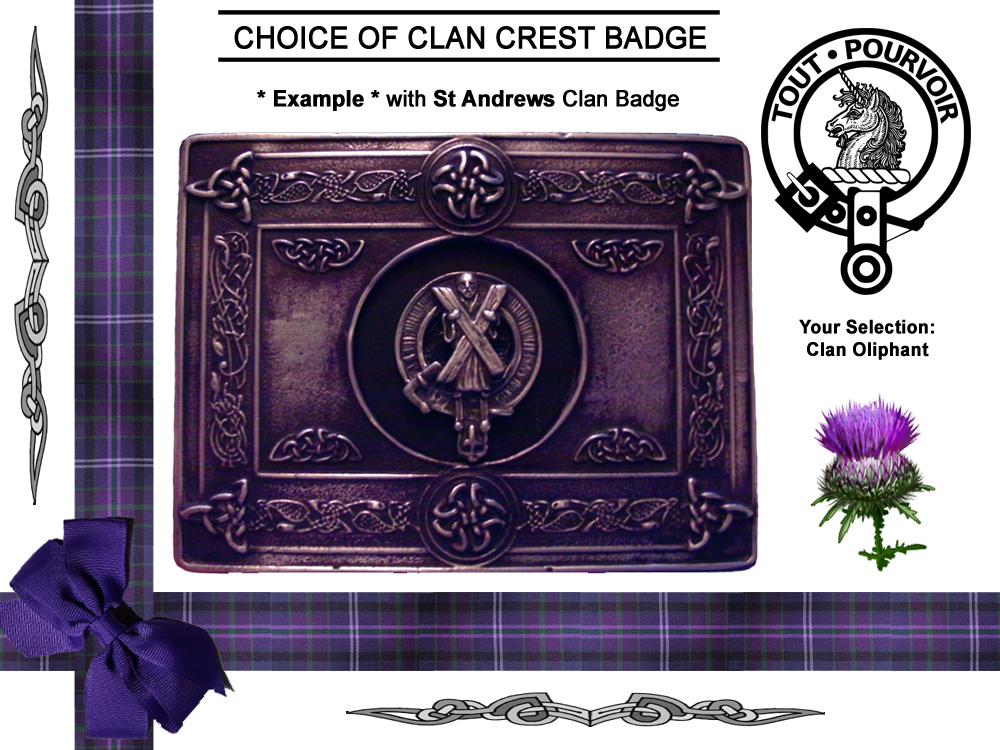 CHOICE OF CLAN CREST BADGE
* Example * with St Andrews Clan Badge
TOUT • POURVOIR
Your Selection:
Clan Oliphant